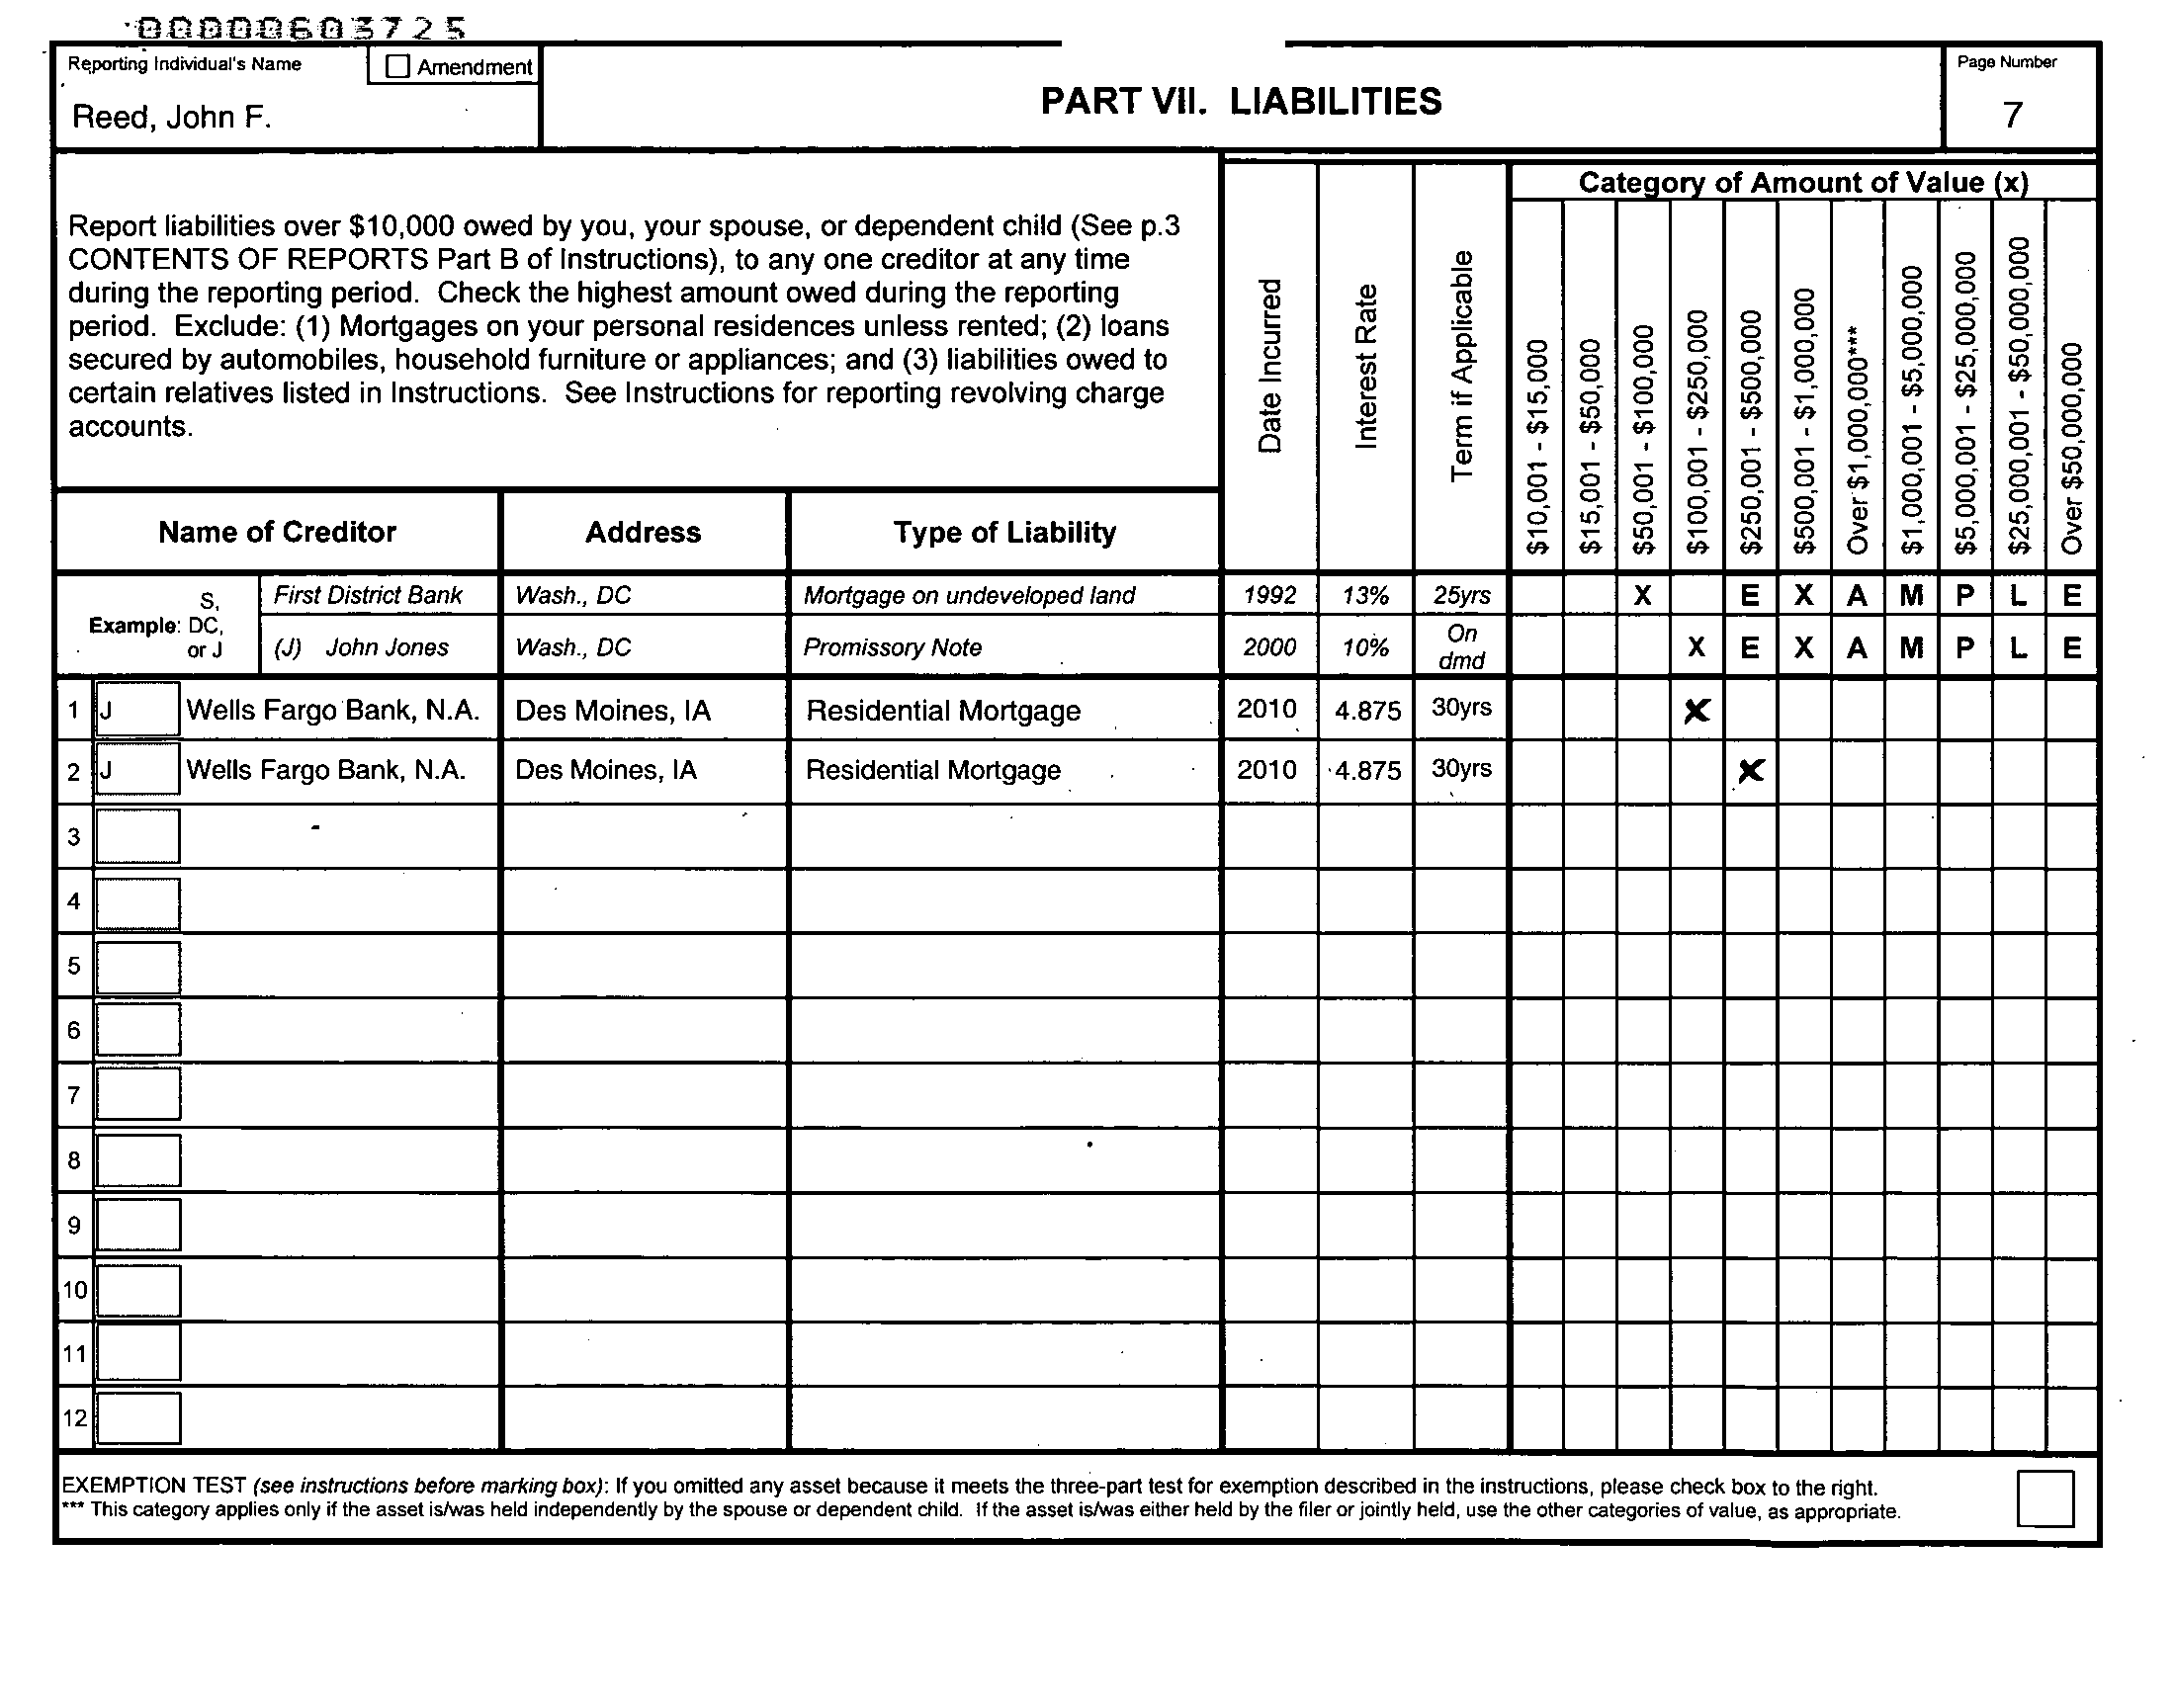 00000603725
Reporting Individual's Name
Amendment
Reed, John F.
PART VII. LIABILITIES
Page Number
7
Report liabilities over $10,000 owed by you, your spouse, or dependent child (See p.3
CONTENTS OF REPORTS Part B of Instructions), to any one creditor at any time
during the reporting period. Check the highest amount owed during the reporting
period. Exclude: (1) Mortgages on your personal residences unless rented; (2) loans
secured by automobiles, household furniture or appliances; and (3) liabilities owed to
certain relatives listed in Instructions. See Instructions for reporting revolving charge
accounts.
Date Incurred
Interest Rate
Term if Applicable
Category of Amount of Value (x)
$10,001 - $15,000
$15,001 - $50,000
$50,001 - $100,000
$100,001 - $250,000
$250,001 - $500,000
$500,001 - $1,000,000
Over $1,000,000***
$1,000,001 - $5,000,000
$5,000,001 - $25,000,000
$25,000,001 - $50,000,000
Over $50,000,000
Name of Creditor Address Type of Liability
Example: S, DC, or J
First District Bank Wash., DC Mortgage on undeveloped land 1992 13% 25yrs X E X A M P L E
(J) John Jones Wash., DC Promissory Note 2000 10% On dmd X E X A M P L E
1 J Wells Fargo Bank, N.A. Des Moines, IA Residential Mortgage 2010 4.875 30yrs X
2 J Wells Fargo Bank, N.A. Des Moines, IA Residential Mortgage 2010 4.875 30yrs X
3
4
5
6
7
8
9
10
11
12
EXEMPTION TEST (see instructions before marking box): If you omitted any asset because it meets the three-part test for exemption described in the instructions, please check box to the right.
*** This category applies only if the asset is/was held independently by the spouse or dependent child. If the asset is/was either held by the filer or jointly held, use the other categories of value, as appropriate.